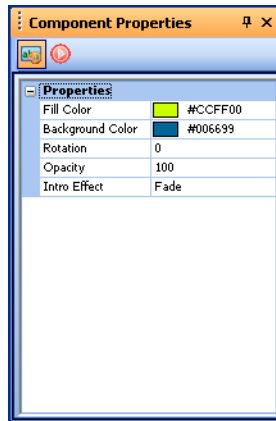 Component Properties
Properties
Fill Color #CCFF00
Background Color #006699
Rotation 0
Opacity 100
Intro Effect Fade